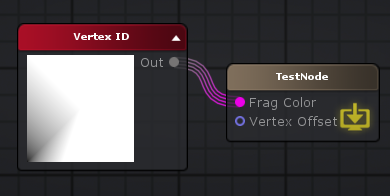 Vertex ID
Out
TestNode
Frag Color
Vertex Offset